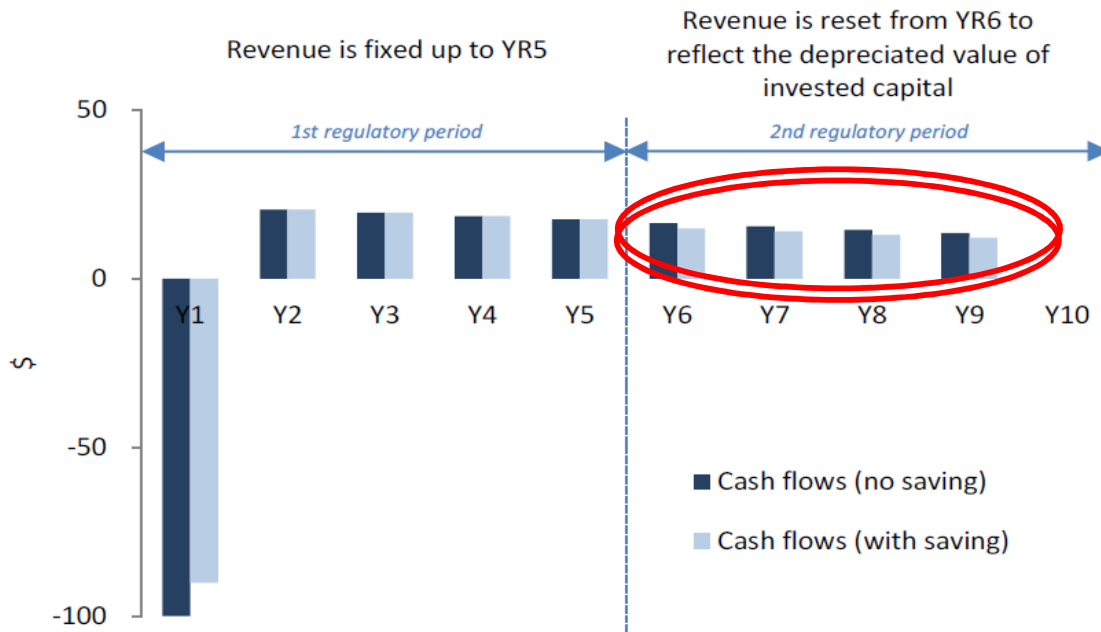 Revenue is fixed up to YR5
Revenue is reset from YR6 to
reflect the depreciated value of
invested capital
50
1st regulatory period
2nd regulatory period
0
Y1 Y2 Y3 Y4 Y5 Y6 Y7 Y8 Y9 Y10
$
-50
Cash flows (no saving)
Cash flows (with saving)
-100